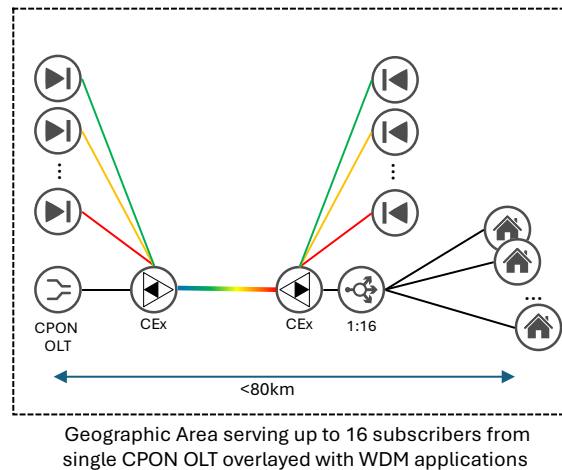 ⋮
⋮
CPON
OLT
CEx
CEx
1:16
...
<80km
Geographic Area serving up to 16 subscribers from
single CPON OLT overlayed with WDM applications